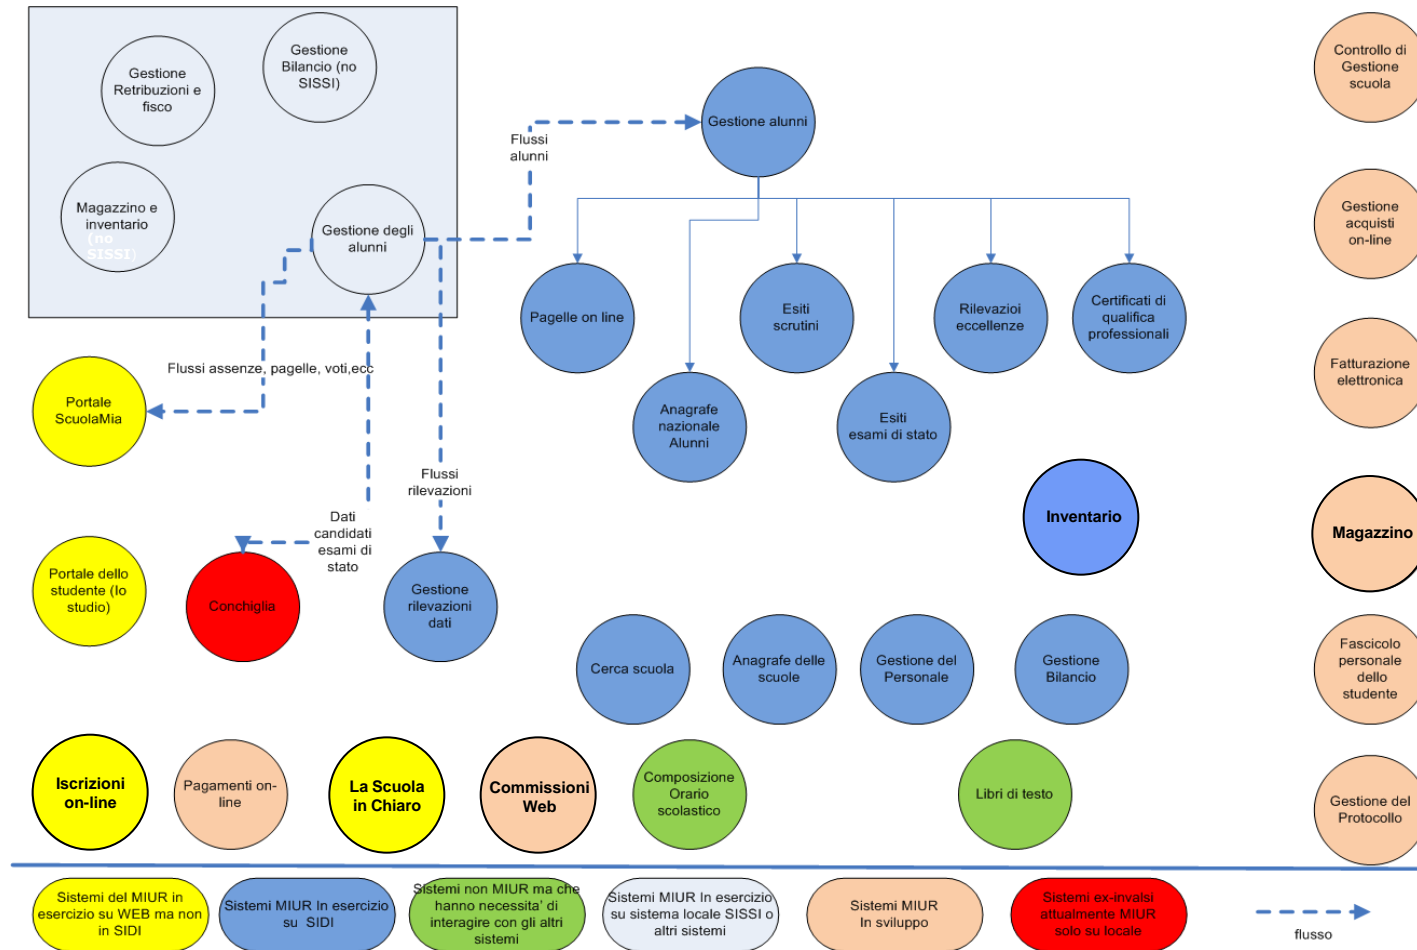 Gestione
Retribuzioni e
fisco
Gestione
Bilancio (no
SISSI)
Magazzino e
inventario
(no
SISSI)
Gestione degli
alunni
Flussi
alunni
Gestione alunni
Controllo di
Gestione
scuola
Gestione
acquisti
on-line
Pagelle on line
Esiti
scrutini
Rilevazioi
eccellenze
Certificati di
qualifica
professionali
Fatturazione
elettronica
Flussi assenze, pagelle, voti,ecc
Portale
ScuolaMia
Anagrafe
nazionale
Alunni
Esiti
esami di stato
Flussi
rilevazioni
Dati
candidati
esami di
stato
Inventario
Magazzino
Portale dello
studente (Io
studio)
Conchiglia
Gestione
rilevazioni
dati
Cerca scuola
Anagrafe delle
scuole
Gestione del
Personale
Gestione
Bilancio
Fascicolo
personale
dello
studente
Iscrizioni
on-line
Pagamenti on-
line
La Scuola
in Chiaro
Commissioni
Web
Composizione
Orario
scolastico
Libri di testo
Gestione del
Protocollo
Sistemi del MIUR in
esercizio su WEB ma non
in SIDI
Sistemi MIUR In esercizio
su SIDI
Sistemi non MIUR ma che
hanno necessita' di
interagire con gli altri
sistemi
Sistemi MIUR In esercizio
su sistema locale SISSI o
altri sistemi
Sistemi MIUR
In sviluppo
Sistemi ex-invalsi
attualmente MIUR
solo su locale
flusso